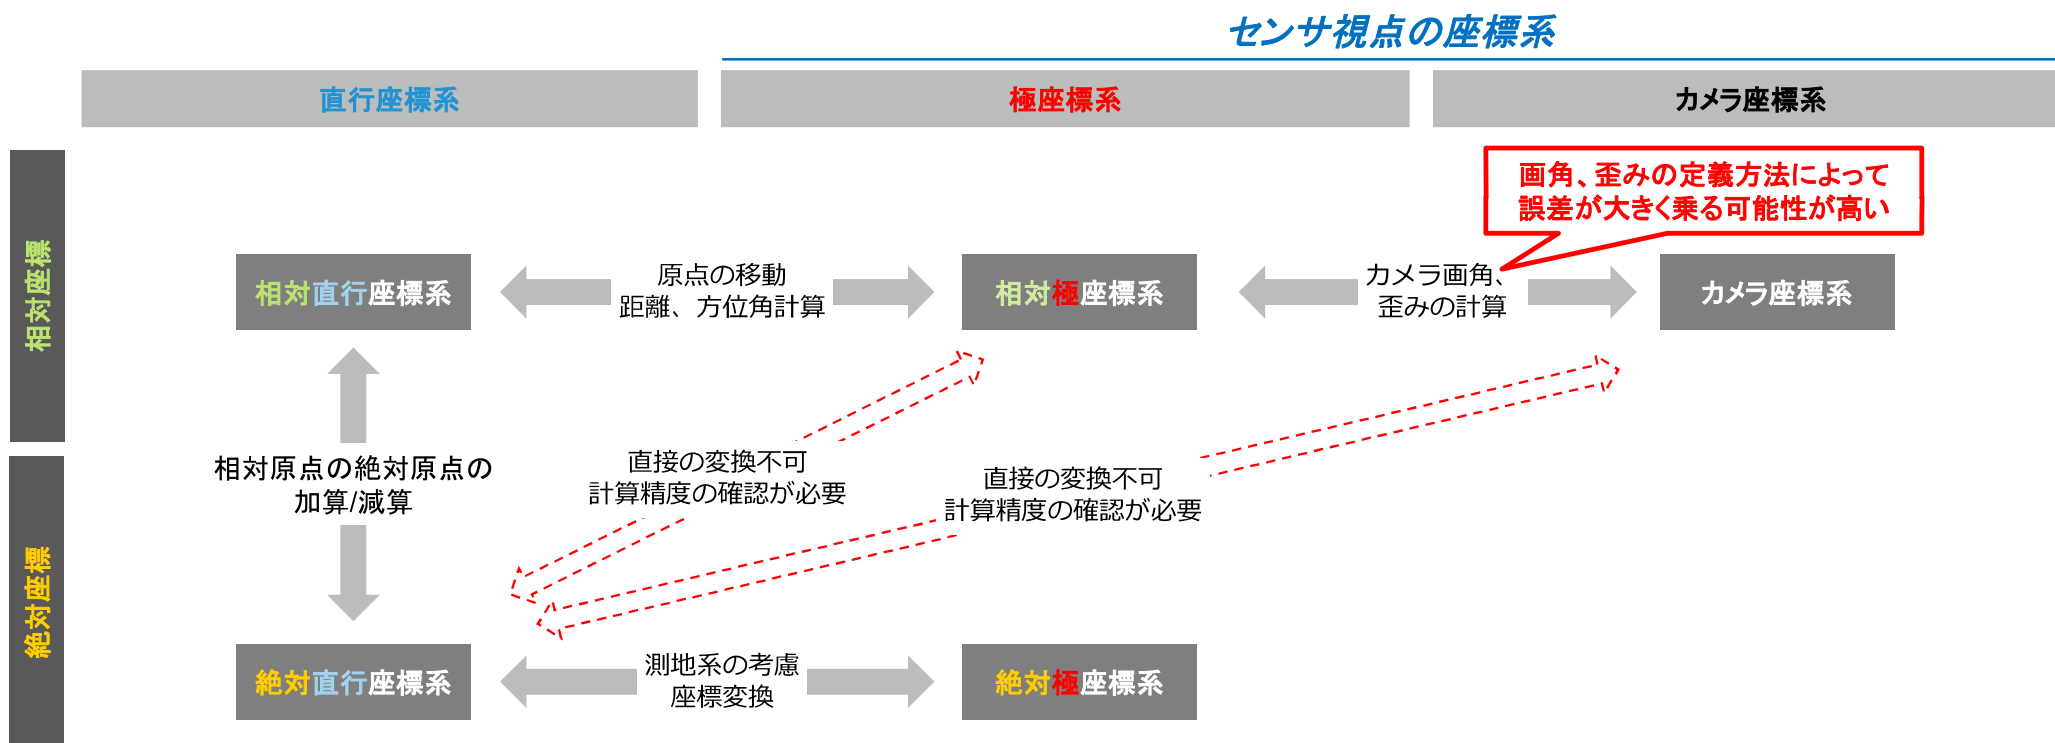 センサ視点の座標系
直行座標系
極座標系
カメラ座標系
画角、歪みの定義方法によって
誤差が大きく乗る可能性が高い
相対座標
相対直行座標系
原点の移動
距離、方位角計算
相対極座標系
カメラ画角、
歪みの計算
カメラ座標系
相対原点の絶対原点の
加算/減算
直接の変換不可
計算精度の確認が必要
直接の変換不可
計算精度の確認が必要
絶対座標
絶対直行座標系
測地系の考慮
座標変換
絶対極座標系